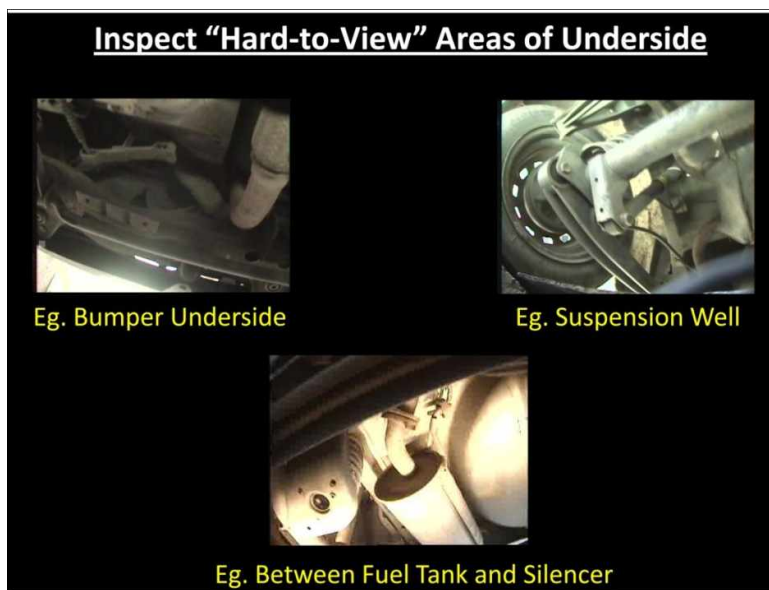 Inspect “Hard-to-View” Areas of Underside
Eg. Bumper Underside
Eg. Suspension Well
Eg. Between Fuel Tank and Silencer